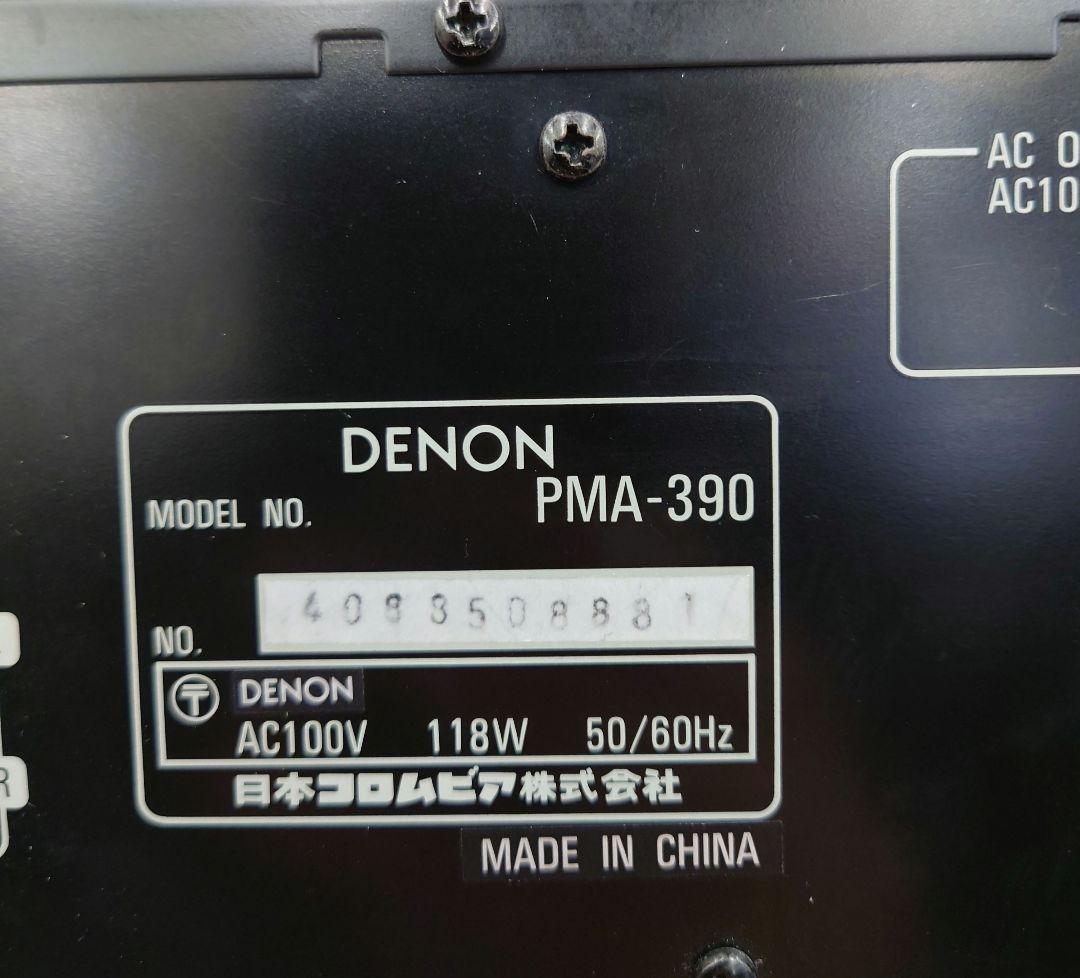 AC O
AC10
DENON
MODEL NO. PMA-390
NO. 4083508881
〒 DENON
AC100V 118W 50/60Hz
日本コロムビア株式会社
MADE IN CHINA
R